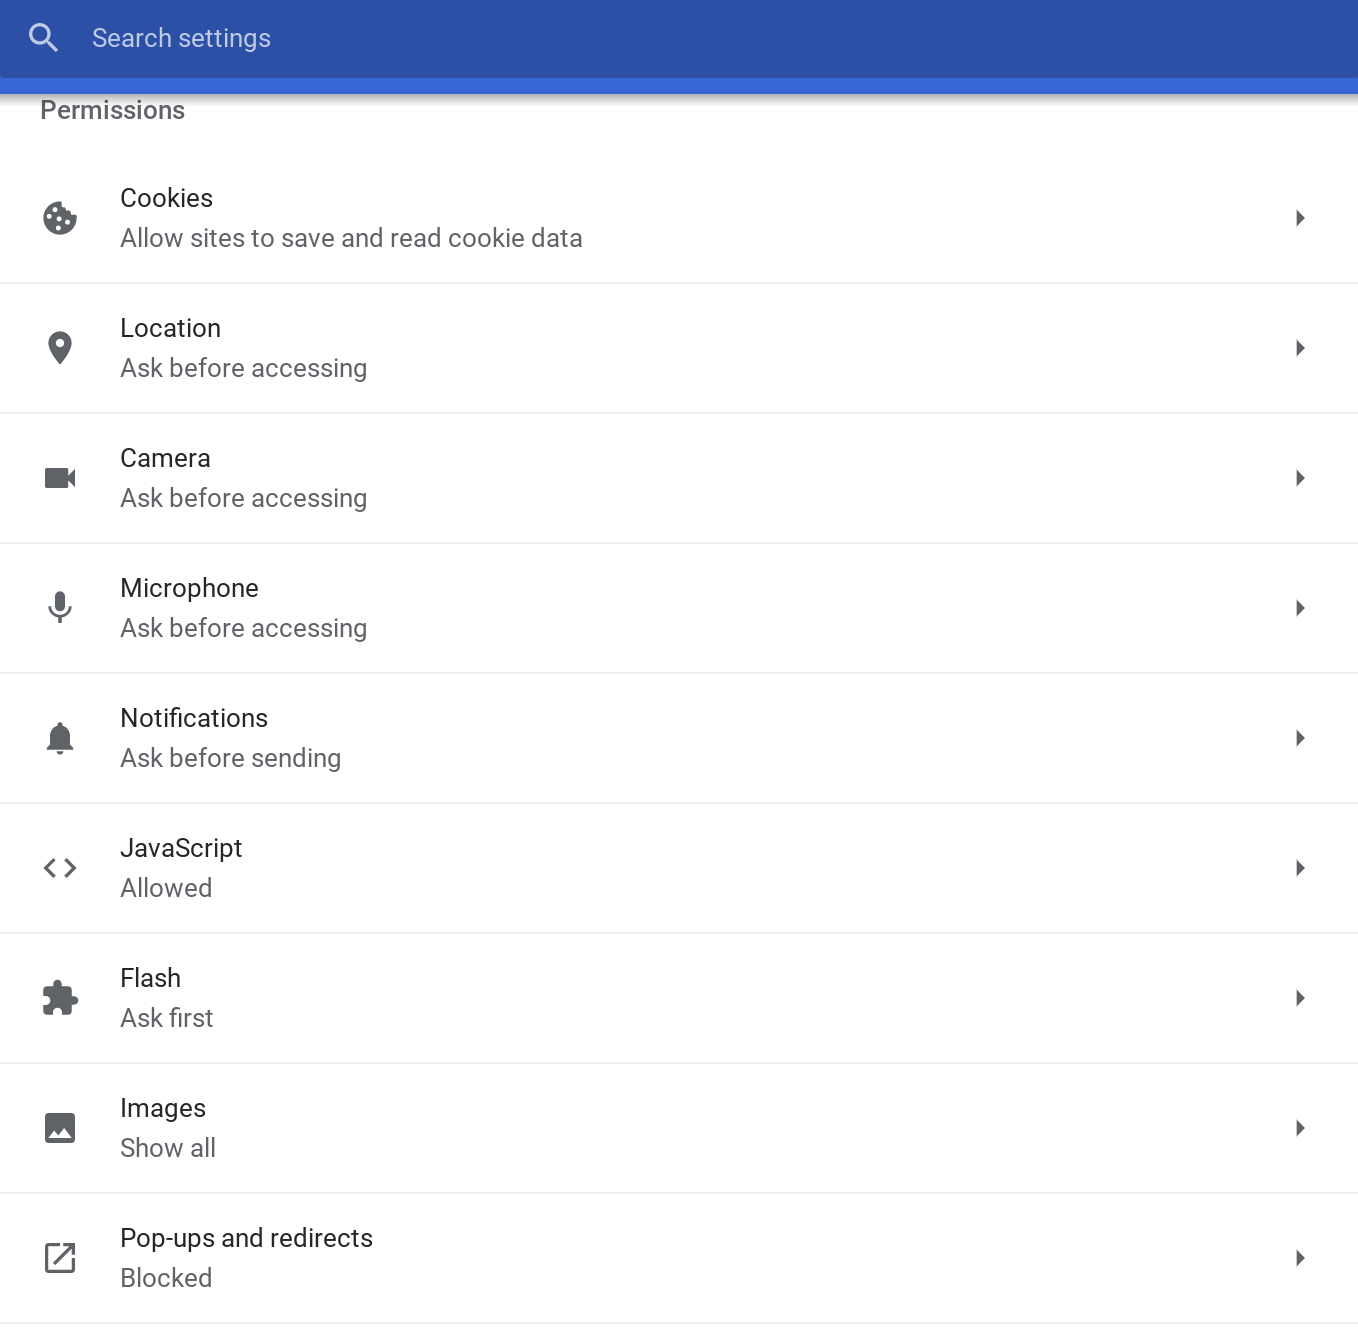 Search settings
Permissions
Cookies
Allow sites to save and read cookie data
Location
Ask before accessing
Camera
Ask before accessing
Microphone
Ask before accessing
Notifications
Ask before sending
JavaScript
Allowed
Flash
Ask first
Images
Show all
Pop-ups and redirects
Blocked